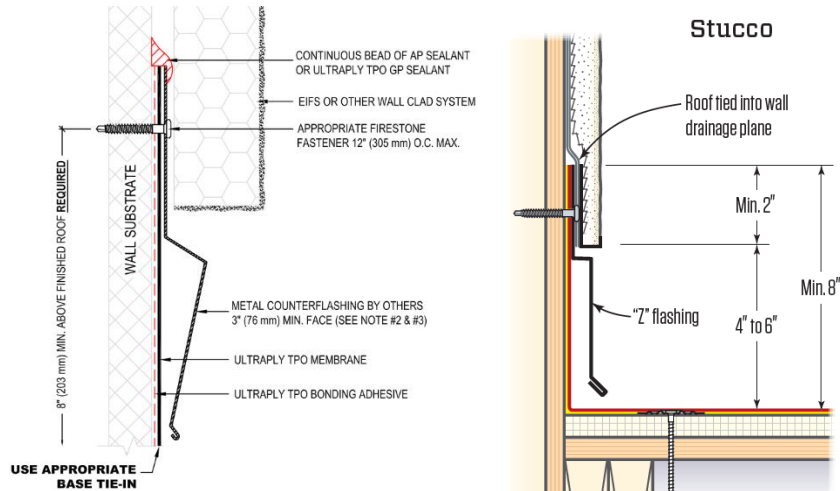 CONTINUOUS BEAD OF AP SEALANT
OR ULTRAPLY TPO GP SEALANT
EIFS OR OTHER WALL CLAD SYSTEM
APPROPRIATE FIRESTONE
FASTENER 12" (305 mm) O.C. MAX.
8" (203 mm) MIN. ABOVE FINISHED ROOF REQUIRED
WALL SUBSTRATE
METAL COUNTERFLASHING BY OTHERS
3" (76 mm) MIN. FACE (SEE NOTE #2 & #3)
ULTRAPLY TPO MEMBRANE
ULTRAPLY TPO BONDING ADHESIVE
USE APPROPRIATE
BASE TIE-IN
Stucco
Roof tied into wall
drainage plane
Min. 2"
Min. 8"
"Z" flashing
4" to 6"